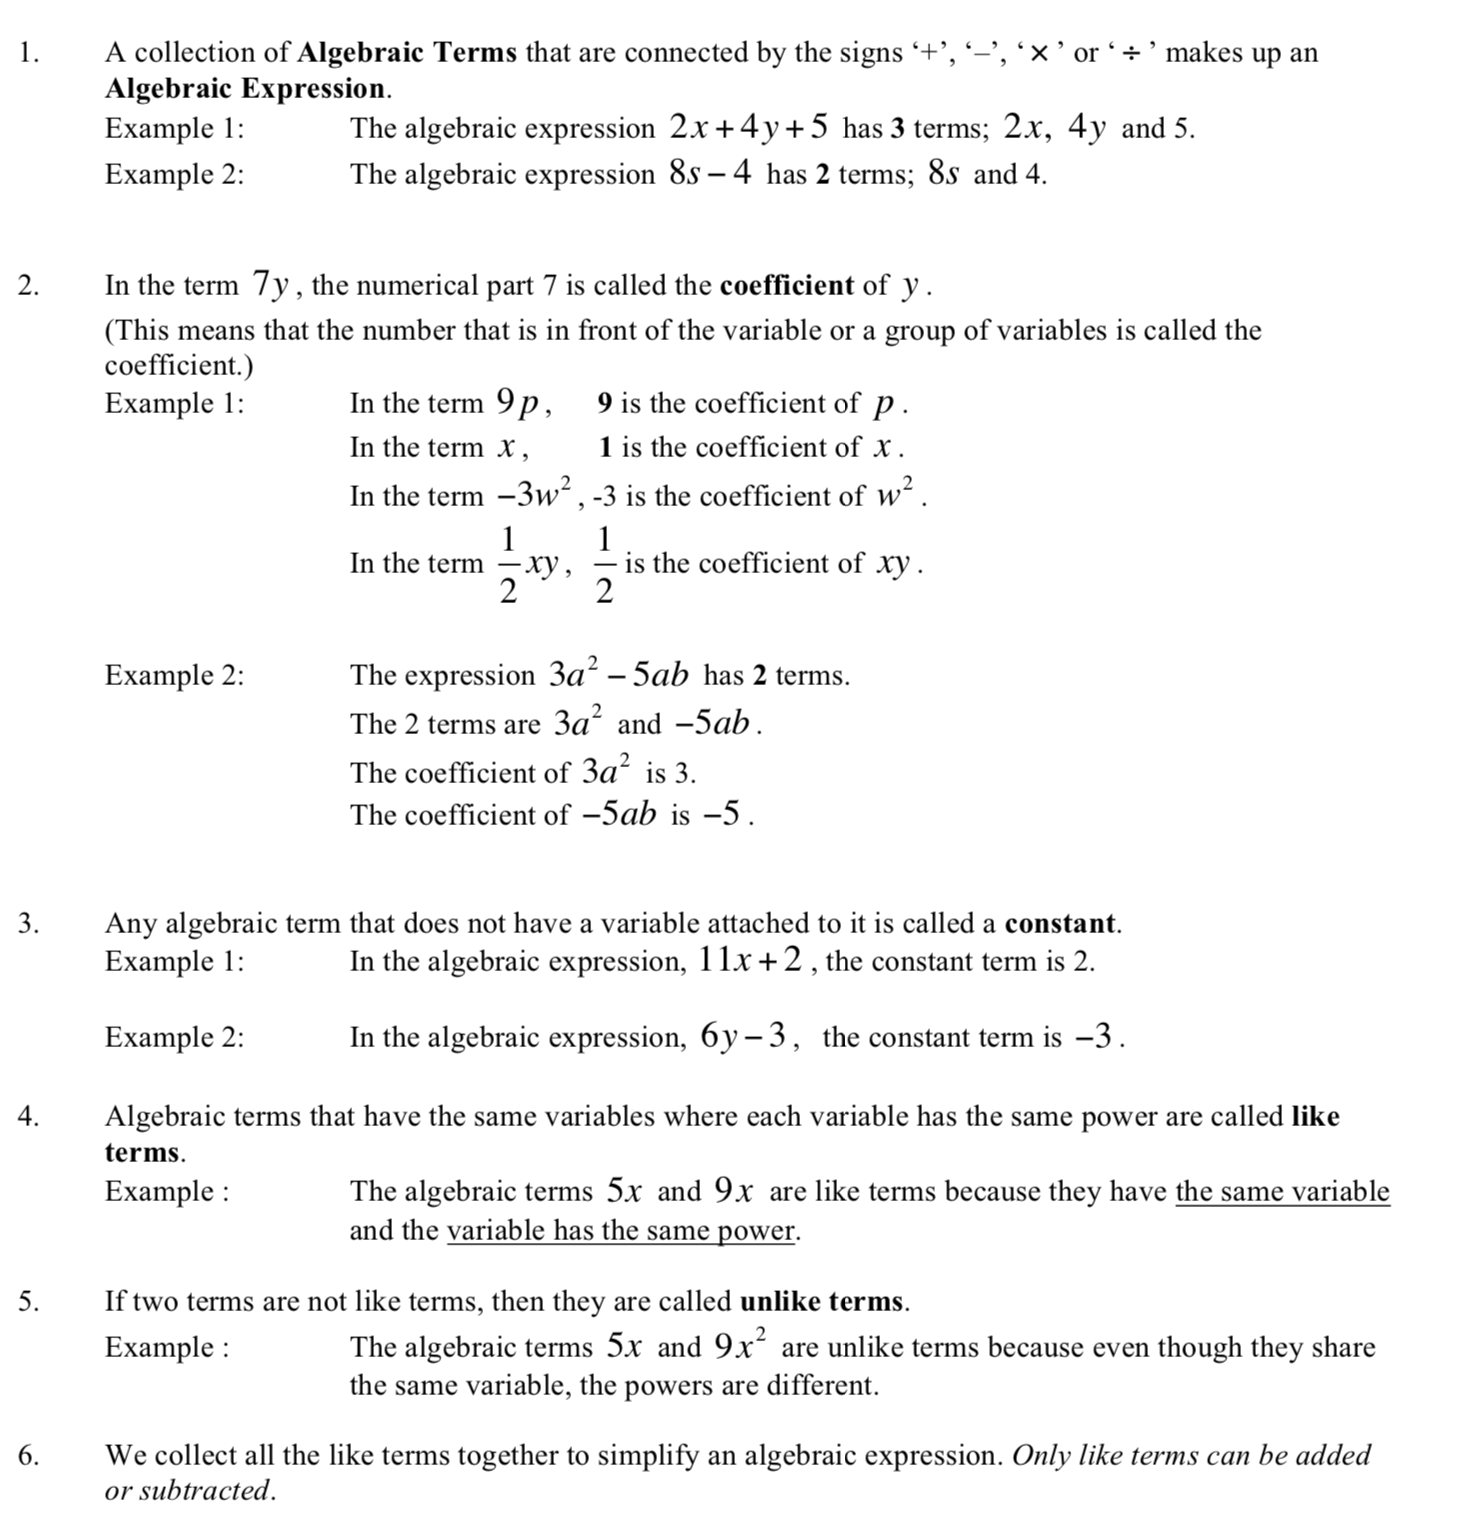 1. A collection of Algebraic Terms that are connected by the signs ‘+’, ‘–’, ‘×’ or ‘÷’ makes up an
Algebraic Expression.
Example 1: The algebraic expression 2x+4y+5 has 3 terms; 2x, 4y and 5.
Example 2: The algebraic expression 8s−4 has 2 terms; 8s and 4.
2. In the term 7y, the numerical part 7 is called the coefficient of y.
(This means that the number that is in front of the variable or a group of variables is called the
coefficient.)
Example 1: In the term 9p, 9 is the coefficient of p.
In the term x, 1 is the coefficient of x.
In the term −3w², -3 is the coefficient of w².
In the term 1/2 xy, 1/2 is the coefficient of xy.
Example 2: The expression 3a²−5ab has 2 terms.
The 2 terms are 3a² and −5ab.
The coefficient of 3a² is 3.
The coefficient of −5ab is −5.
3. Any algebraic term that does not have a variable attached to it is called a constant.
Example 1: In the algebraic expression, 11x+2, the constant term is 2.
Example 2: In the algebraic expression, 6y−3, the constant term is −3.
4. Algebraic terms that have the same variables where each variable has the same power are called like
terms.
Example : The algebraic terms 5x and 9x are like terms because they have the same variable
and the variable has the same power.
5. If two terms are not like terms, then they are called unlike terms.
Example : The algebraic terms 5x and 9x² are unlike terms because even though they share
the same variable, the powers are different.
6. We collect all the like terms together to simplify an algebraic expression. Only like terms can be added
or subtracted.